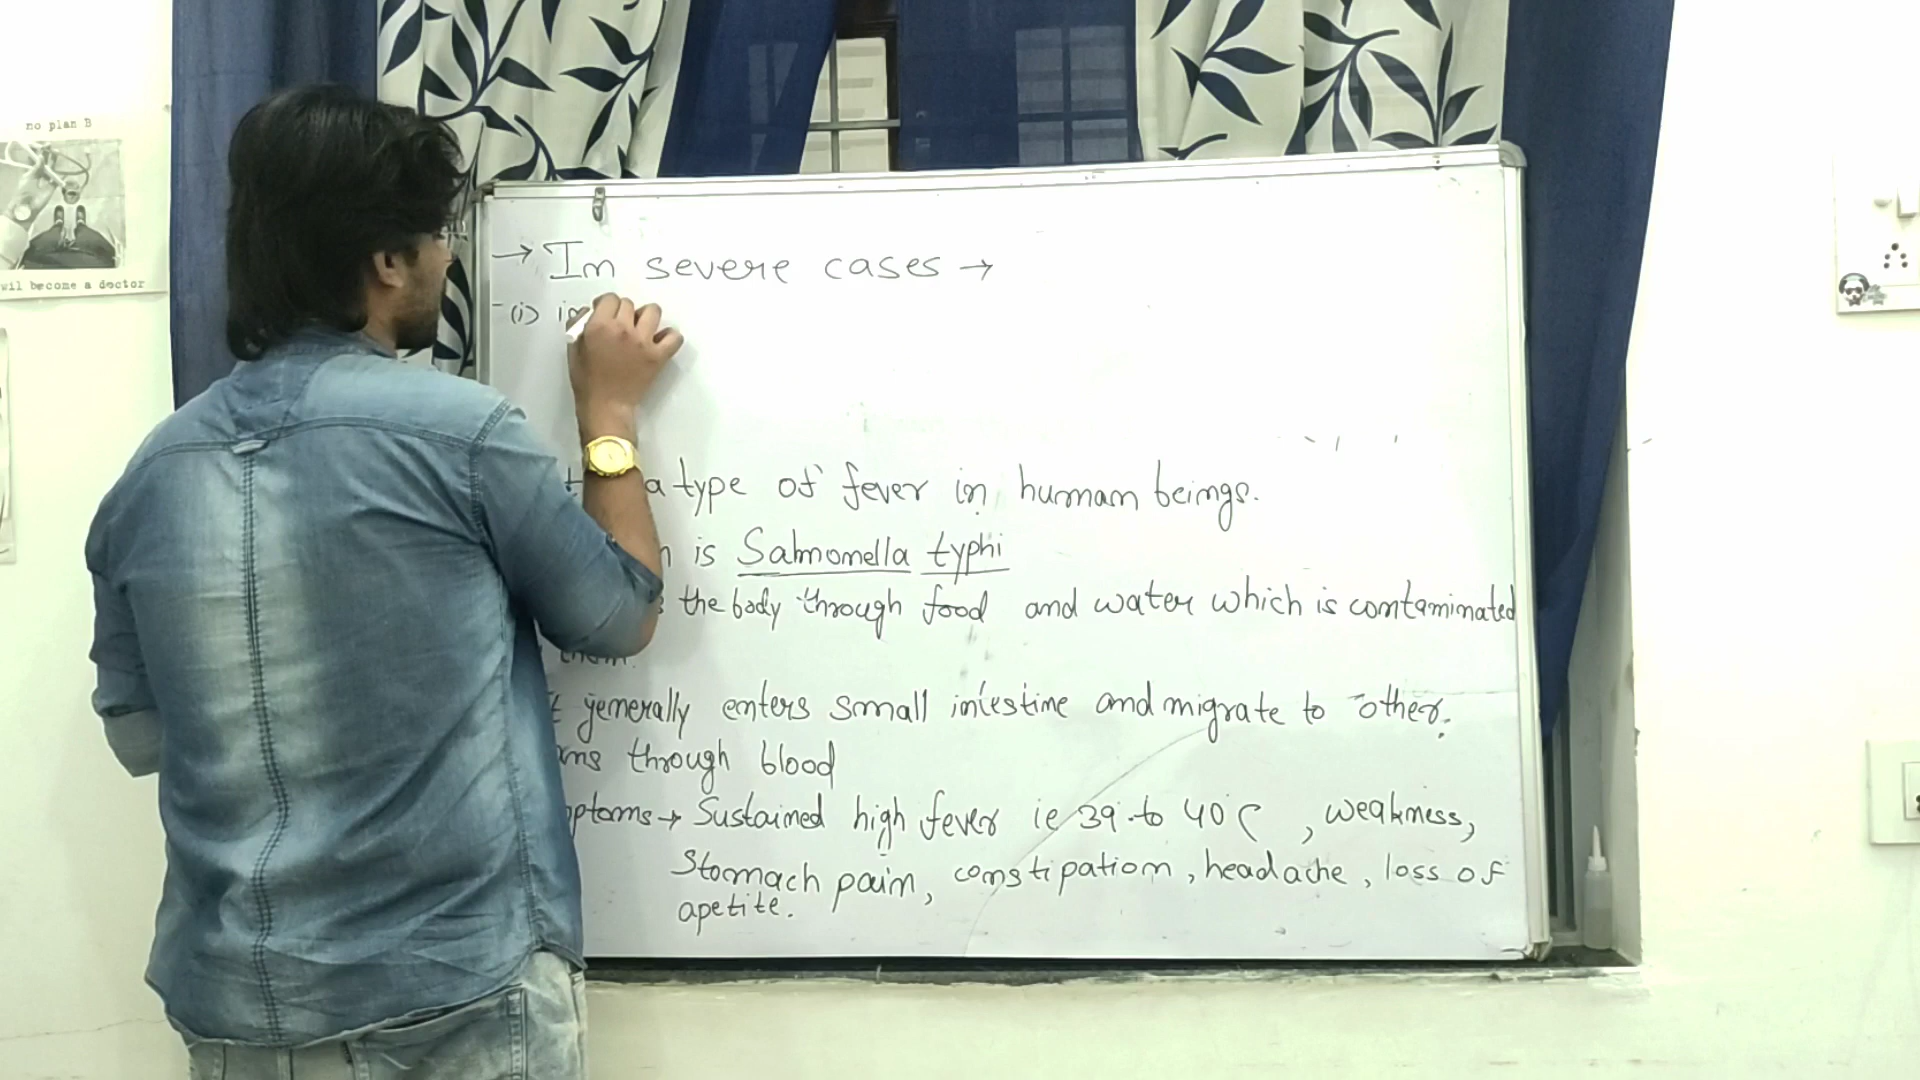 no plan B
wil become a doctor
→ In severe cases →
(i) in
a type of fever in human beings.
is Salmonella typhi
the body through food and water which is contaminated
them.
generally enters small intestine and migrate to other.
through blood
→ Sustained high fever ie 39 to 40°C, weakness,
Stomach pain, constipation, headache, loss of
apetite.